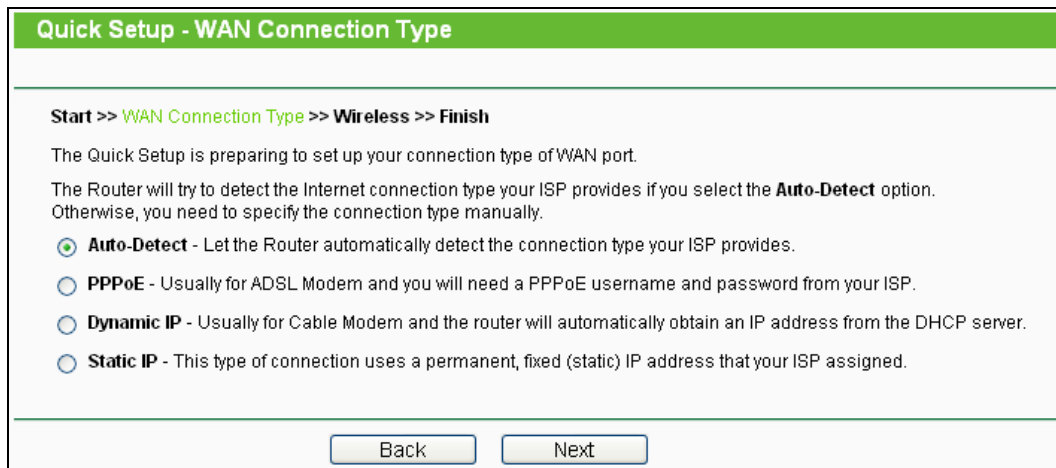 Quick Setup - WAN Connection Type
Start >> WAN Connection Type >> Wireless >> Finish
The Quick Setup is preparing to set up your connection type of WAN port.
The Router will try to detect the Internet connection type your ISP provides if you select the Auto-Detect option.
Otherwise, you need to specify the connection type manually.
Auto-Detect - Let the Router automatically detect the connection type your ISP provides.
PPPoE - Usually for ADSL Modem and you will need a PPPoE username and password from your ISP.
Dynamic IP - Usually for Cable Modem and the router will automatically obtain an IP address from the DHCP server.
Static IP - This type of connection uses a permanent, fixed (static) IP address that your ISP assigned.
Back Next